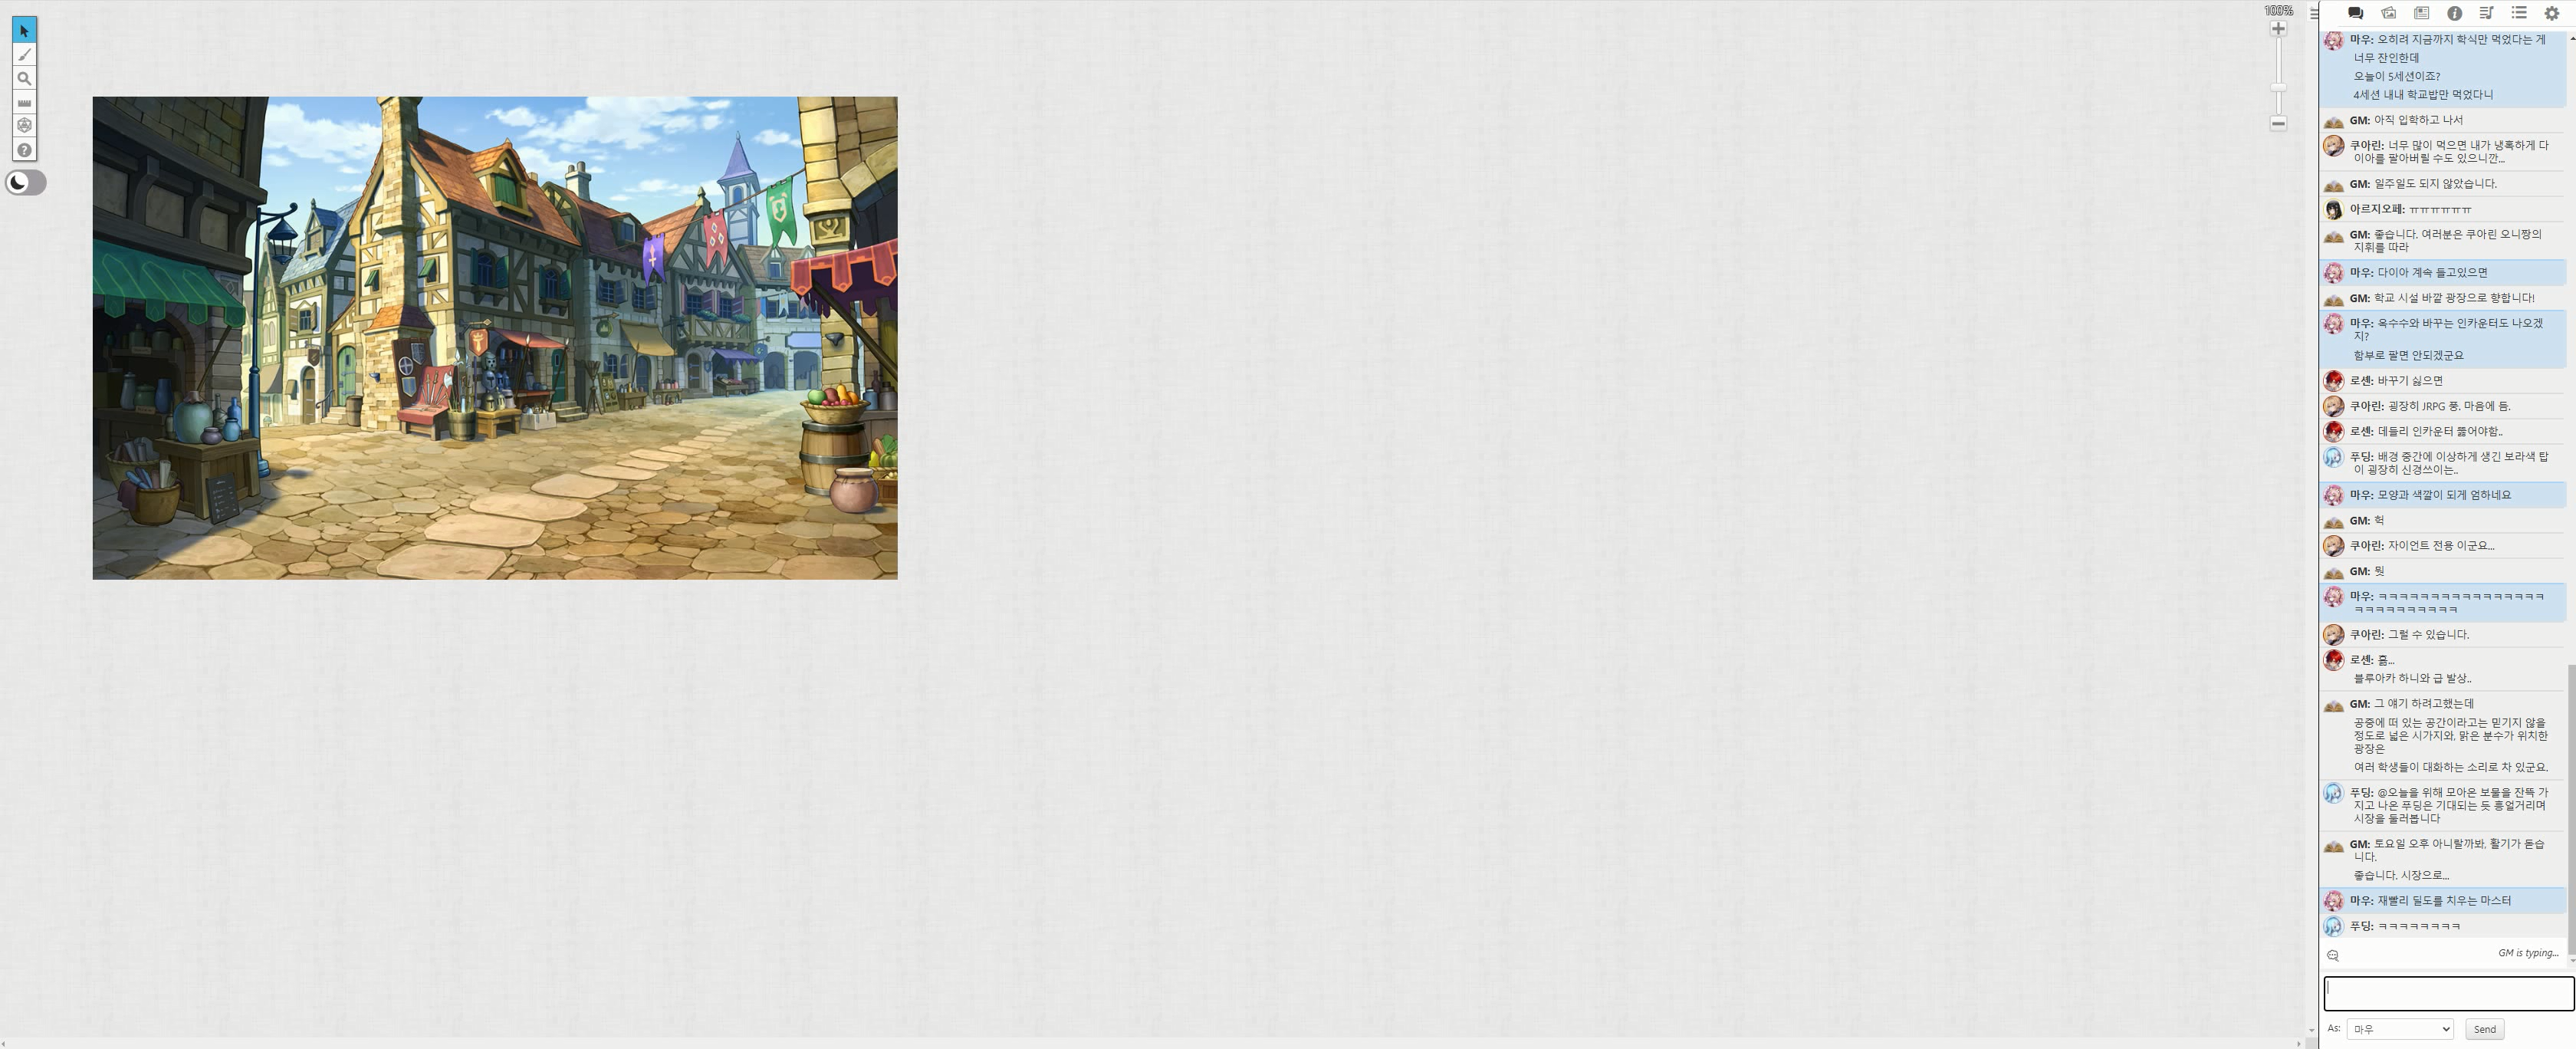 100%
마우: 오히려 지금까지 학식만 먹었다는 게
너무 잔인한데
오늘이 5세션이죠?
4세션 내내 학교밥만 먹었다니
GM: 아직 입학하고 나서
쿠아린: 너무 많이 먹으면 내가 냉혹하게 다
이아를 팔아버릴 수도 있으니깐...
GM: 일주일도 되지 않았습니다.
아르지오페: ㅠㅠㅠㅠㅠㅠ
GM: 좋습니다. 여러분은 쿠아린 오니짱의
지휘를 따라
마우: 다이아 계속 들고있으면
GM: 학교 시설 바깥 광장으로 향합니다!
마우: 옥수수와 바꾸는 인카운터도 나오겠
지?
함부로 팔면 안되겠군요
로센: 바꾸기 싫으면
쿠아린: 굉장히 JRPG 풍. 마음에 듬.
로센: 데들리 인카운터 뚫어야함..
푸딩: 배경 중간에 이상하게 생긴 보라색 탑
이 굉장히 신경쓰이는..
마우: 모양과 색깔이 되게 엄하네요
GM: 헉
쿠아린: 자이언트 전용 이군요...
GM: 뭣
마우: ㅋㅋㅋㅋㅋㅋㅋㅋㅋㅋㅋㅋㅋㅋㅋㅋ
ㅋㅋㅋㅋㅋㅋㅋㅋㅋㅋ
쿠아린: 그럴 수 있습니다.
로센: 흝...
블루아카 하니와 급 발상..
GM: 그 얘기 하려고했는데
공중에 떠 있는 공간이라고는 믿기지 않을
정도로 넓은 시가지와, 맑은 분수가 위치한
광장은
여러 학생들이 대화하는 소리로 차 있군요.
푸딩: @오늘을 위해 모아온 보물을 잔뜩 가
지고 나온 푸딩은 기대되는 듯 흥얼거리며
시장을 둘러봅니다
GM: 토요일 오후 아니랄까봐, 활기가 돋습
니다.
좋습니다. 시장으로...
마우: 재빨리 딜도를 치우는 마스터
푸딩: ㅋㅋㅋㅋㅋㅋㅋㅋ
GM is typing...
As: 마우 Send